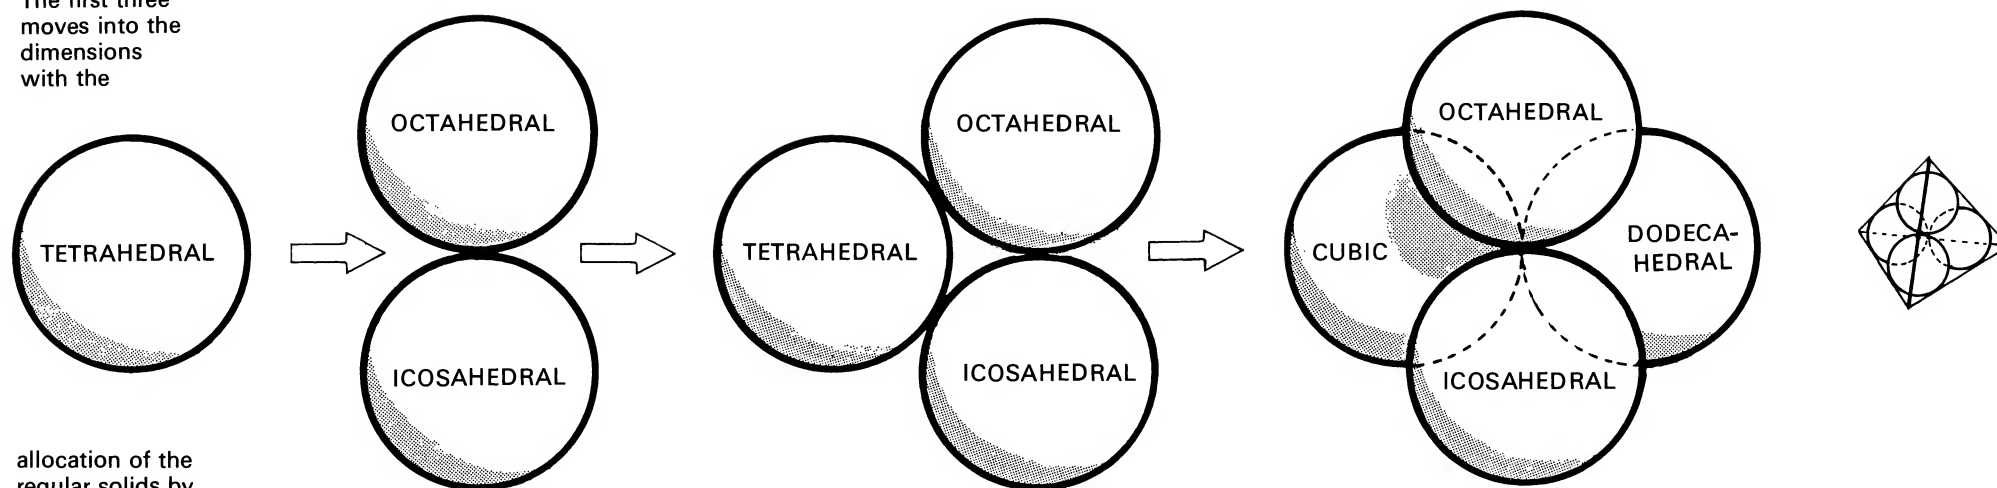 The first three
moves into the
dimensions
with the
TETRAHEDRAL
OCTAHEDRAL
ICOSAHEDRAL
TETRAHEDRAL
OCTAHEDRAL
ICOSAHEDRAL
OCTAHEDRAL
CUBIC
DODECA-
HEDRAL
ICOSAHEDRAL
allocation of the
regular solids by